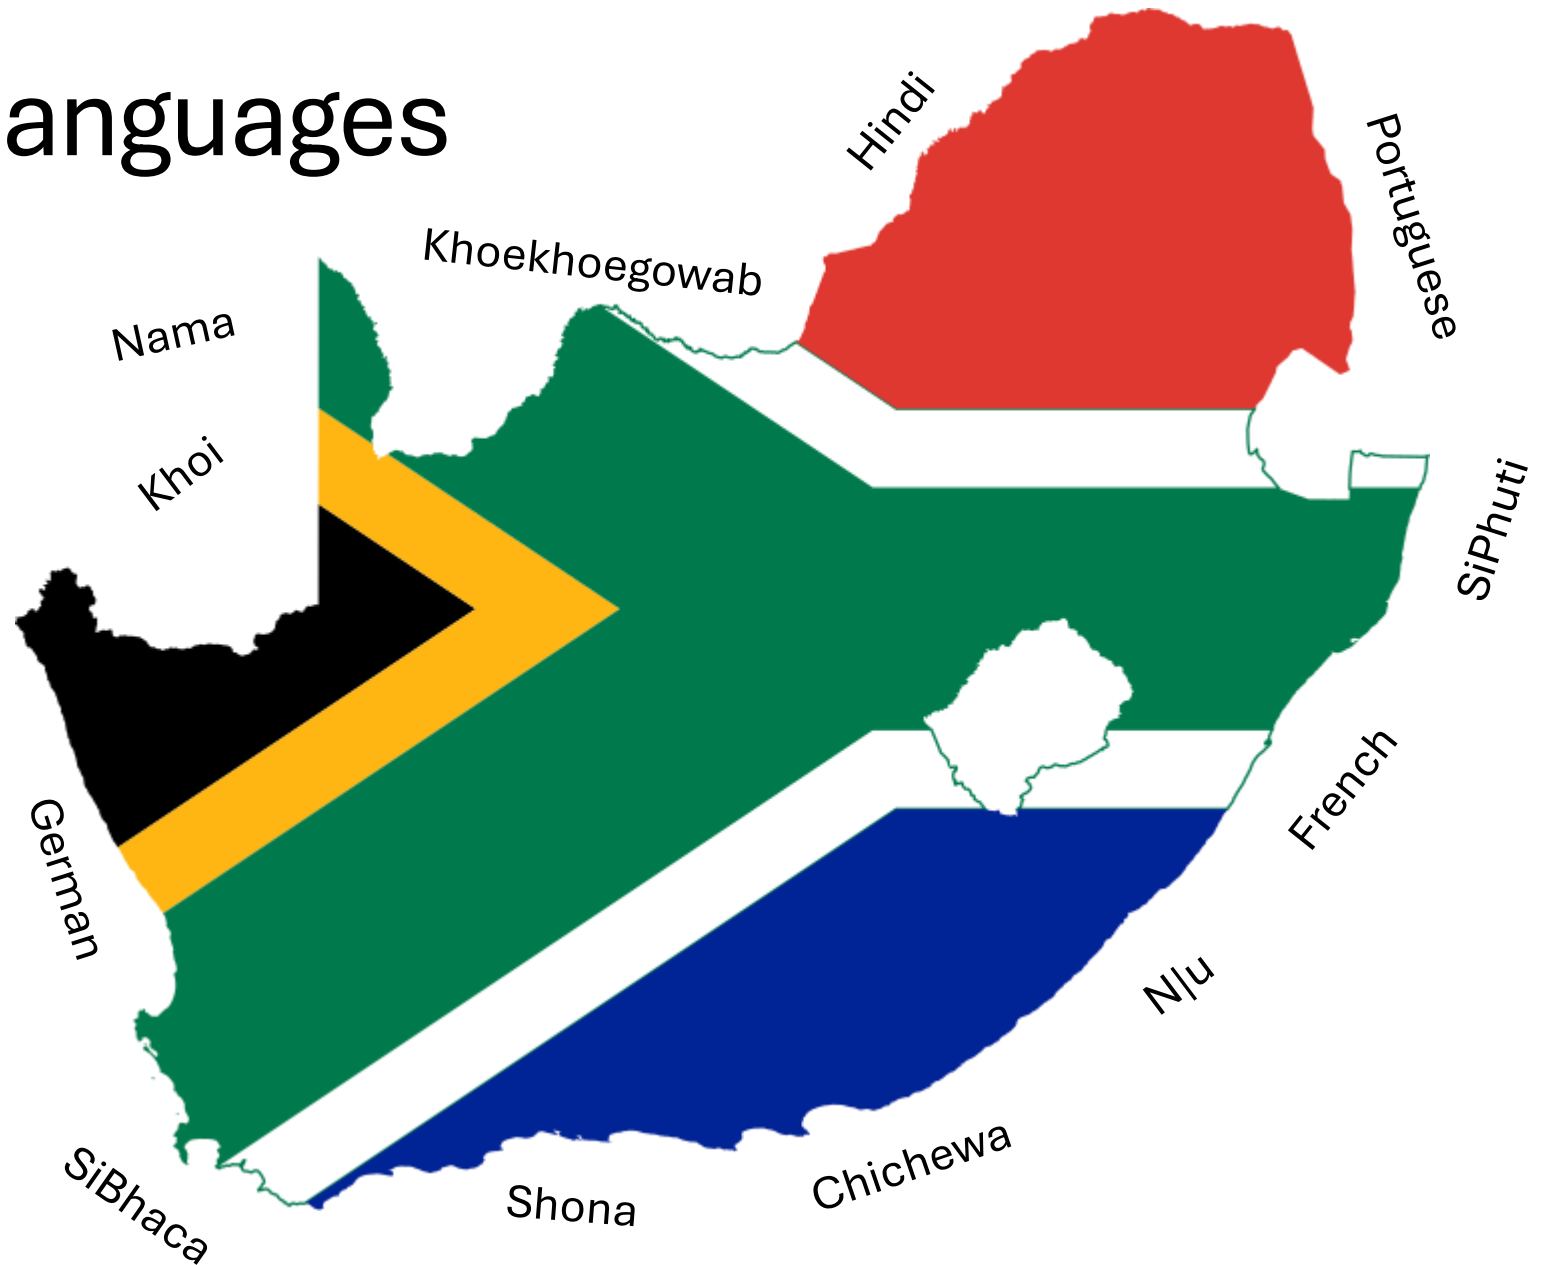 anguages
Hindi
Portuguese
Khoekhoegowab
Nama
Khoi
SiPhuti
German
French
N|u
SiBhaca
Shona
Chichewa